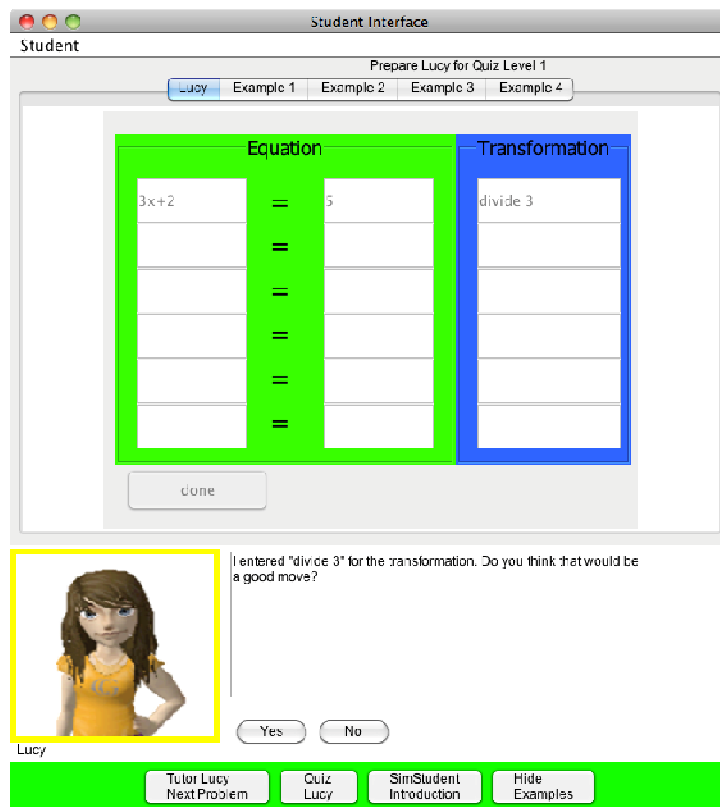 Student Interface
Student
Prepare Lucy for Quiz Level 1
Lucy Example 1 Example 2 Example 3 Example 4
Equation Transformation
3x+2 = 5 divide 3
=
=
=
=
=
done
I entered "divide 3" for the transformation. Do you think that would be
a good move?
Yes No
Lucy
Tutor Lucy Quiz SimStudent Hide
Next Problem Lucy Introduction Examples